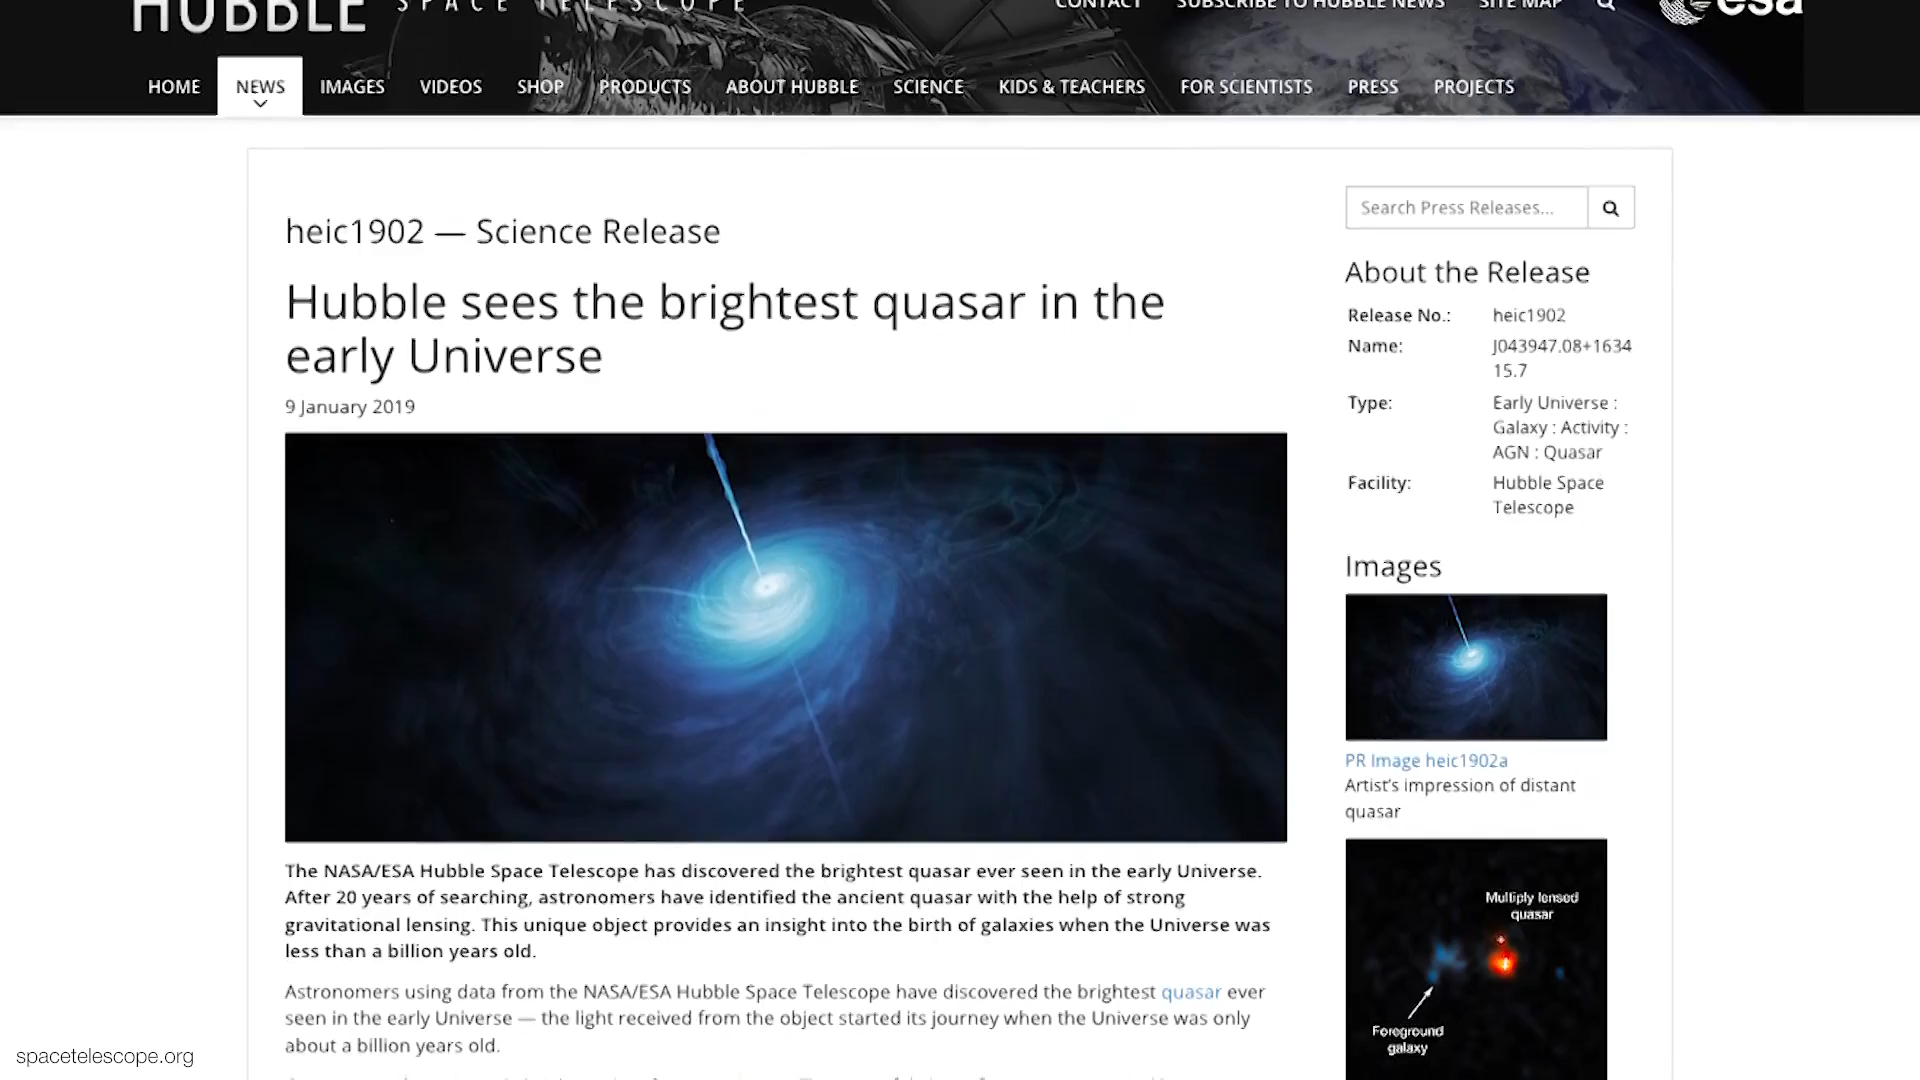 HUBBLE SPACE TELESCOPE
CONTACT SUBSCRIBE TO HUBBLE NEWS SITE MAP
esa
HOME NEWS IMAGES VIDEOS SHOP PRODUCTS ABOUT HUBBLE SCIENCE KIDS & TEACHERS FOR SCIENTISTS PRESS PROJECTS
heic1902 — Science Release
Hubble sees the brightest quasar in the
early Universe
9 January 2019
The NASA/ESA Hubble Space Telescope has discovered the brightest quasar ever seen in the early Universe.
After 20 years of searching, astronomers have identified the ancient quasar with the help of strong
gravitational lensing. This unique object provides an insight into the birth of galaxies when the Universe was
less than a billion years old.
Astronomers using data from the NASA/ESA Hubble Space Telescope have discovered the brightest quasar ever
seen in the early Universe — the light received from the object started its journey when the Universe was only
about a billion years old.
Search Press Releases...
About the Release
Release No.: heic1902
Name: J043947.08+1634
15.7
Type: Early Universe :
Galaxy : Activity :
AGN : Quasar
Facility: Hubble Space
Telescope
Images
PR Image heic1902a
Artist's impression of distant
quasar
Multiply lensed
quasar
Foreground
galaxy
spacetelescope.org